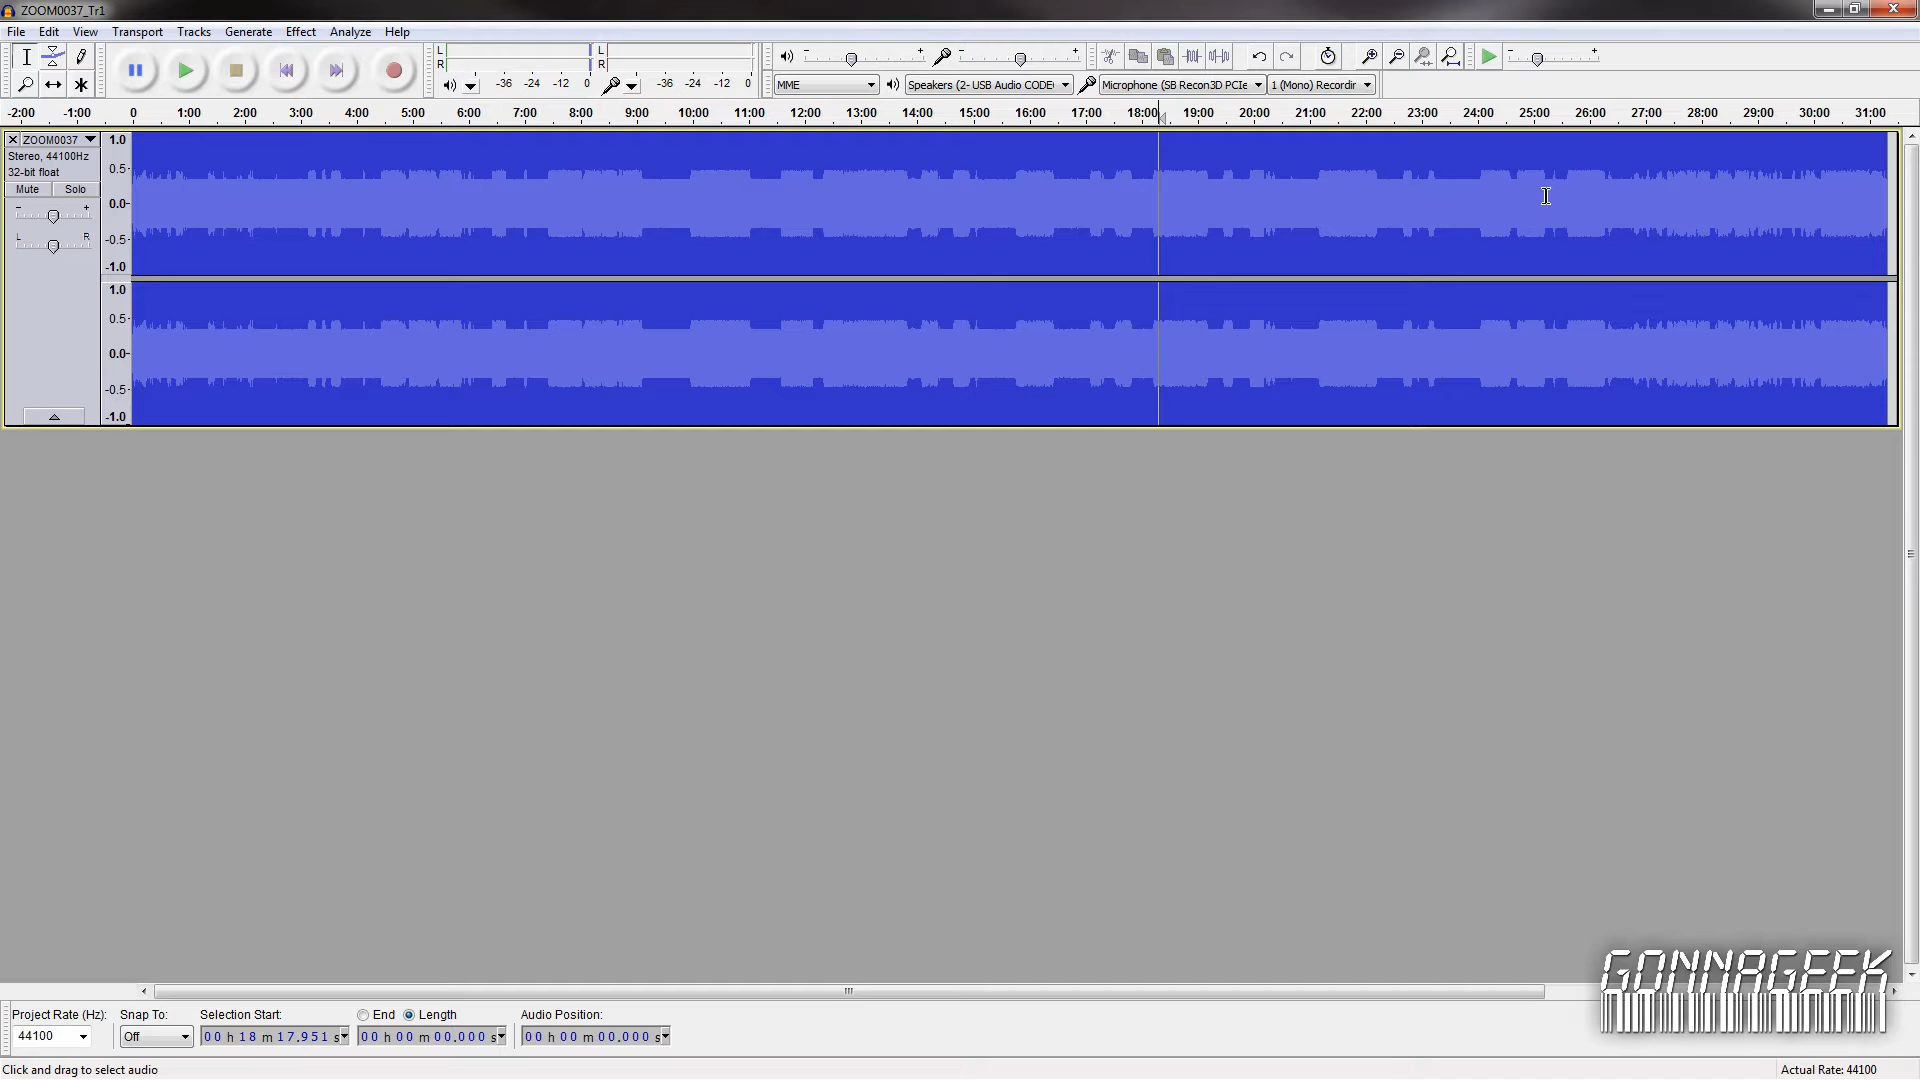 ZOOM0037_Tr1
File Edit View Transport Tracks Generate Effect Analyze Help
L R -36 -24 -12 0 L R -36 -24 -12 0
MME Speakers (2- USB Audio CODE( Microphone (SB Recon3D PCIe 1 (Mono) Recordir
-2:00 -1:00 0 1:00 2:00 3:00 4:00 5:00 6:00 7:00 8:00 9:00 10:00 11:00 12:00 13:00 14:00 15:00 16:00 17:00 18:00 19:00 20:00 21:00 22:00 23:00 24:00 25:00 26:00 27:00 28:00 29:00 30:00 31:00
ZOOM0037
Stereo, 44100Hz
32-bit float
Mute Solo
- +
L R
1.0
0.5-
0.0-
-0.5-
-1.0
1.0
0.5-
0.0-
-0.5-
-1.0
GONNAGEEK
Project Rate (Hz): Snap To: Selection Start: End Length Audio Position:
44100 Off 00 h 18 m 17.951 s 00 h 00 m 00.000 s 00 h 00 m 00.000 s
Click and drag to select audio Actual Rate: 44100